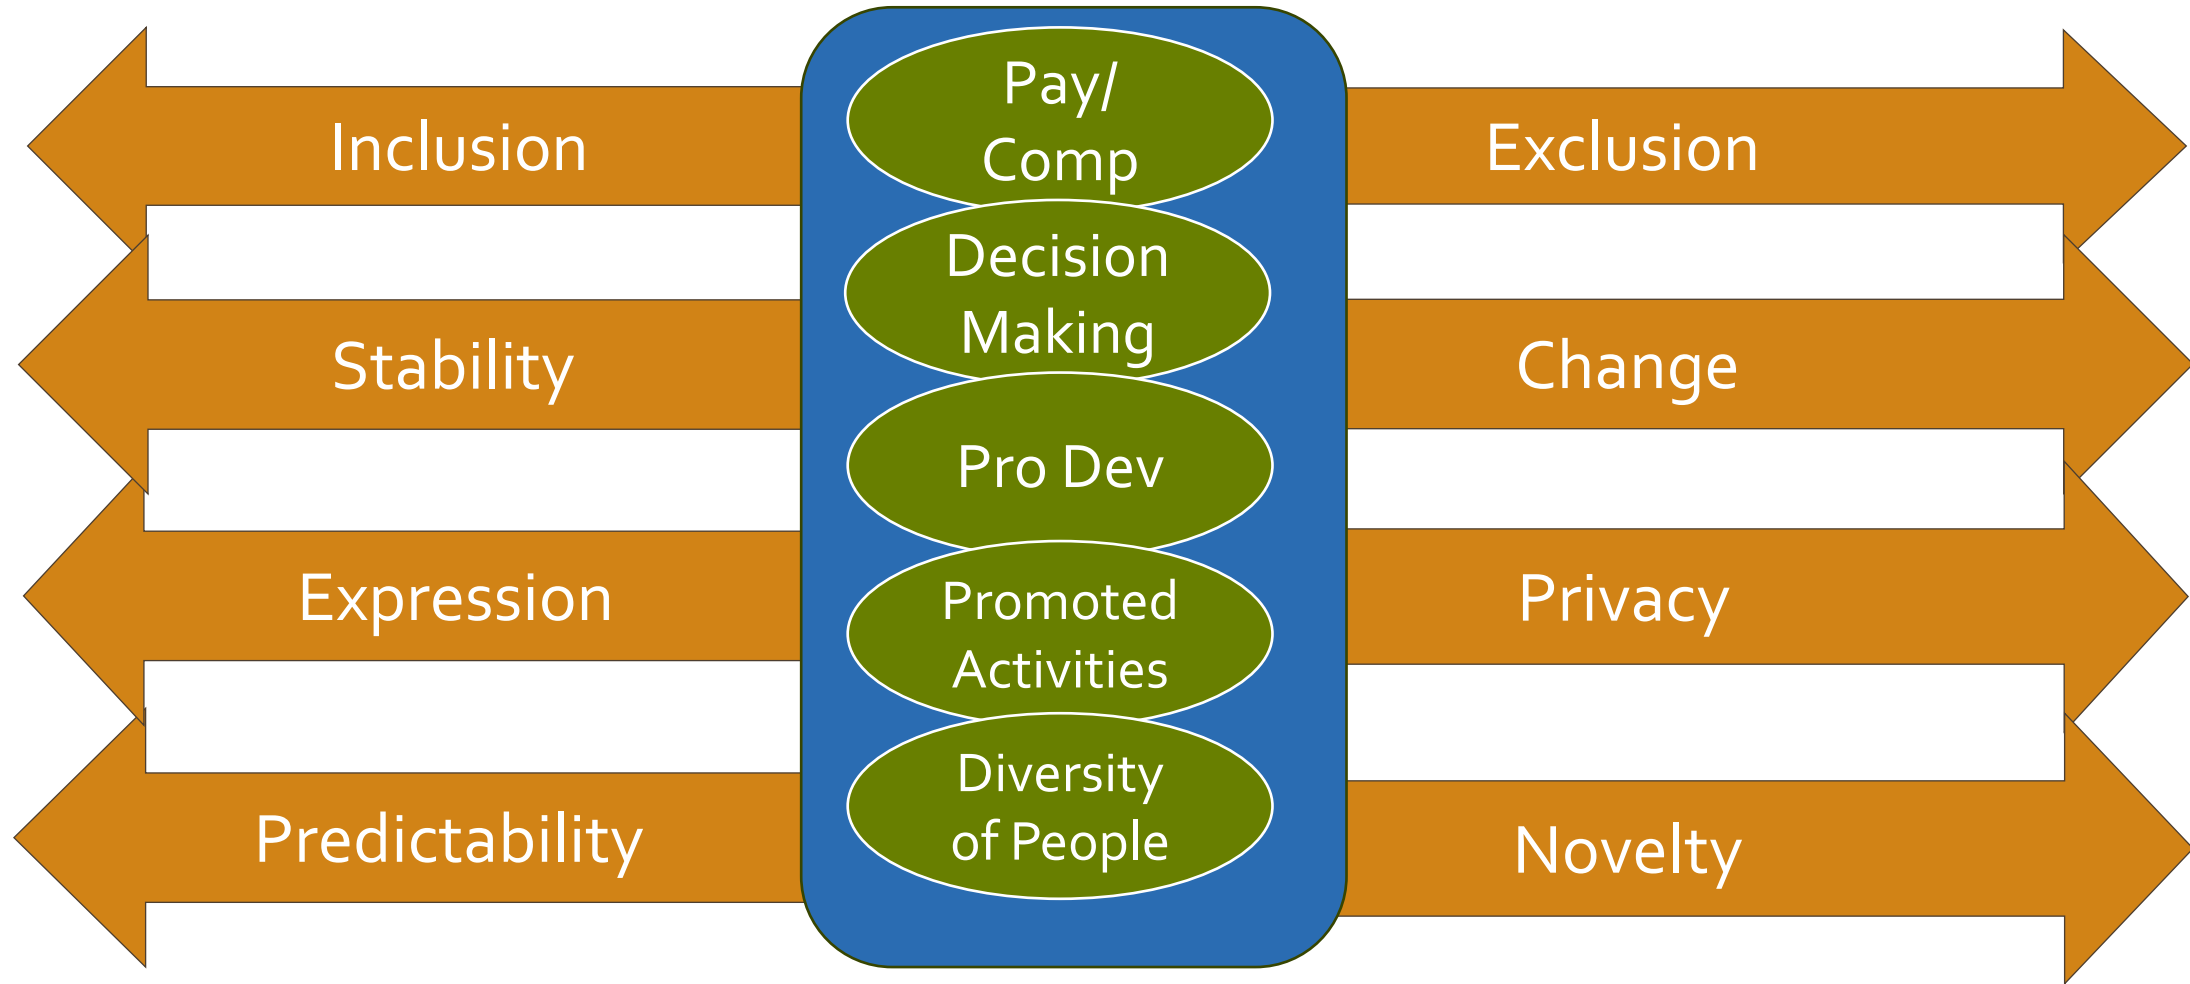 Inclusion
Stability
Expression
Predictability
Pay/
Comp
Decision
Making
Pro Dev
Promoted
Activities
Diversity
of People
Exclusion
Change
Privacy
Novelty